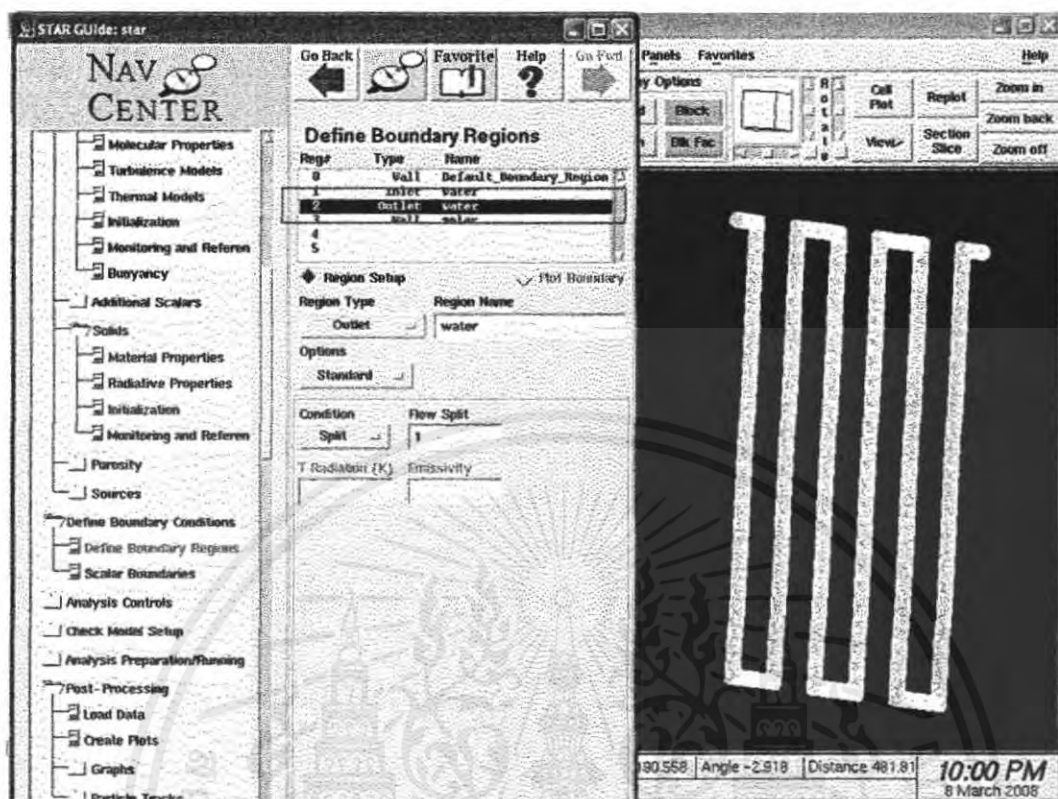 STAR GUIde: star
NAV
CENTER
Go Back
Favorite
Help
Go Fwd
Molecular Properties
Turbulence Models
Thermal Models
Initialization
Monitoring and Referen
Buoyancy
Additional Scalars
Solids
Material Properties
Radiative Properties
Initialization
Monitoring and Referen
Porosity
Sources
Define Boundary Conditions
Define Boundary Regions
Scalar Boundaries
Analysis Controls
Check Model Setup
Analysis Preparation/Running
Post-Processing
Load Data
Create Plots
Graphs
Particle Tracks
Define Boundary Regions
Reg# Type Name
0 Wall Default_Boundary_Region
1 Inlet water
2 Outlet water
3 Wall solar
4
5
Region Setup
Plot Boundary
Region Type Region Name
Outlet water
Options
Standard
Condition Flow Split
Split 1
T Radiation (K) Emissivity
Panels Favorites Help
Options
Block
Blk Fac
Rotate
Cell Plot
Replot
Zoom in
Zoom back
View>
Section Slice
Zoom off
Angle -2.918 Distance 481.81
10:00 PM
8 March 2008